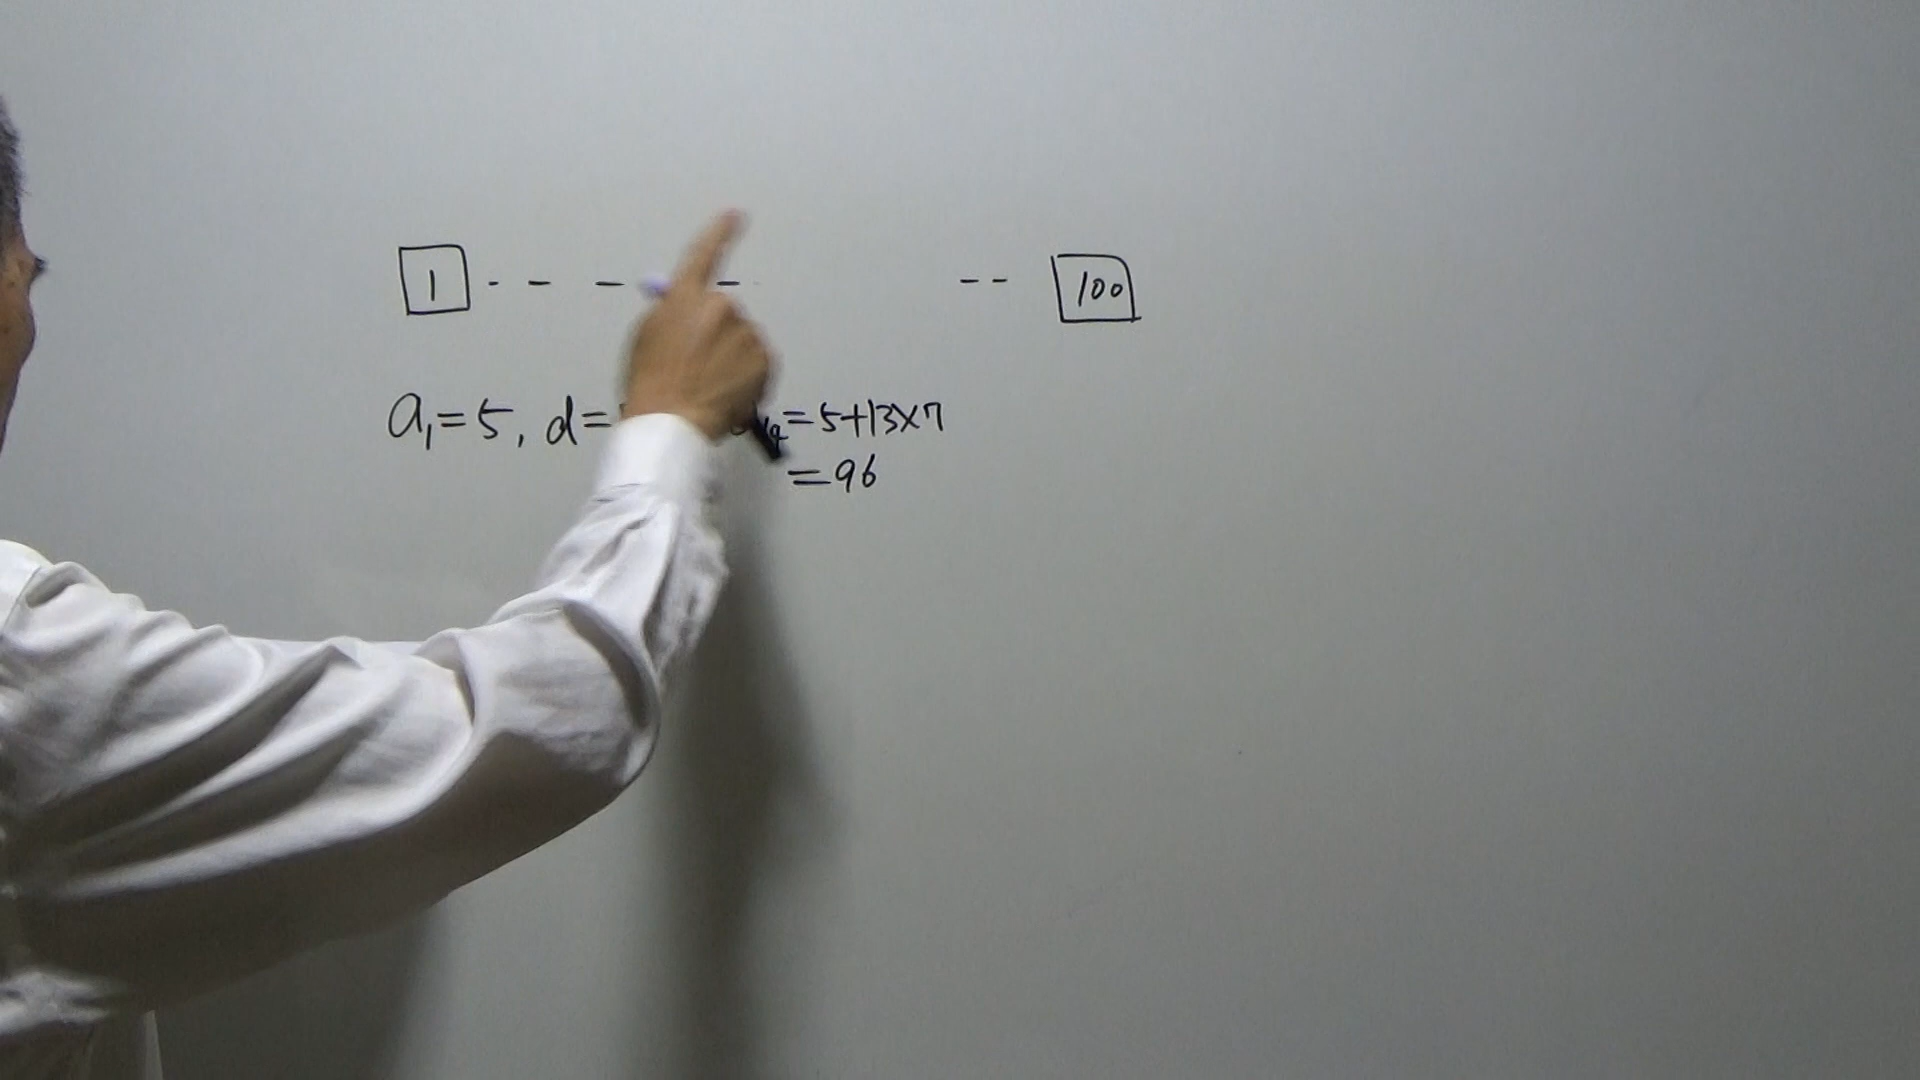 1 - - - - -- 100
a₁=5, d= =5+13×7
=96